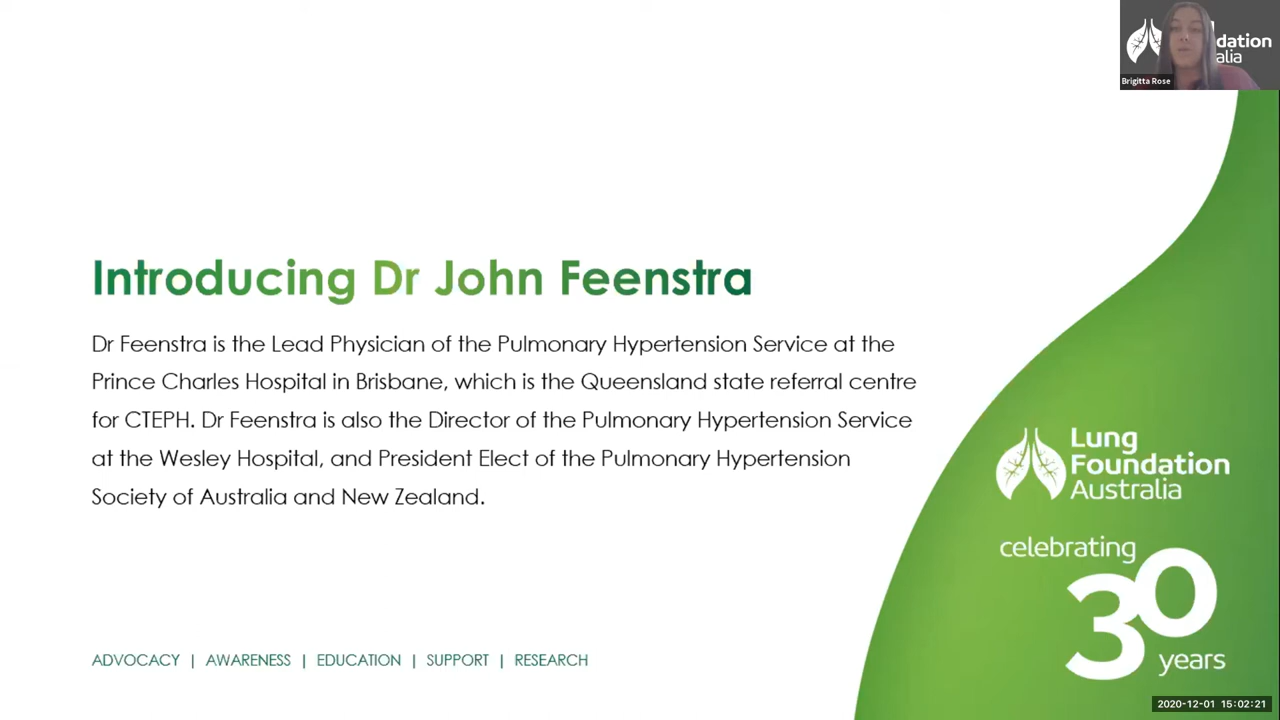 dation
alia
Brigitta Rose
Introducing Dr John Feenstra
Dr Feenstra is the Lead Physician of the Pulmonary Hypertension Service at the
Prince Charles Hospital in Brisbane, which is the Queensland state referral centre
for CTEPH. Dr Feenstra is also the Director of the Pulmonary Hypertension Service
at the Wesley Hospital, and President Elect of the Pulmonary Hypertension
Society of Australia and New Zealand.
Lung
Foundation
Australia
celebrating
30
years
ADVOCACY | AWARENESS | EDUCATION | SUPPORT | RESEARCH
2020-12-01 15:02:21